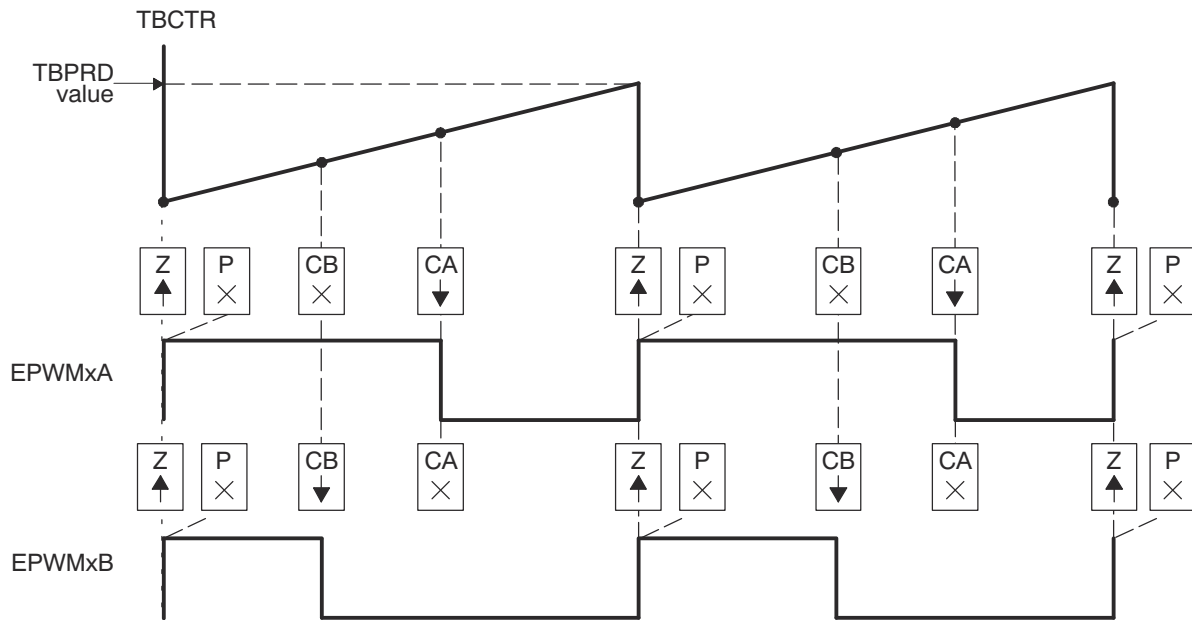 TBCTR
TBPRD
value
Z P CB CA Z P CB CA Z P
EPWMxA
Z P CB CA Z P CB CA Z P
EPWMxB